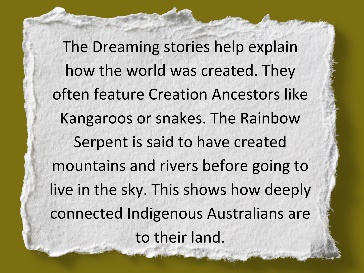 The Dreaming stories help explain
how the world was created. They
often feature Creation Ancestors like
Kangaroos or snakes. The Rainbow
Serpent is said to have created
mountains and rivers before going to
live in the sky. This shows how deeply
connected Indigenous Australians are
to their land.